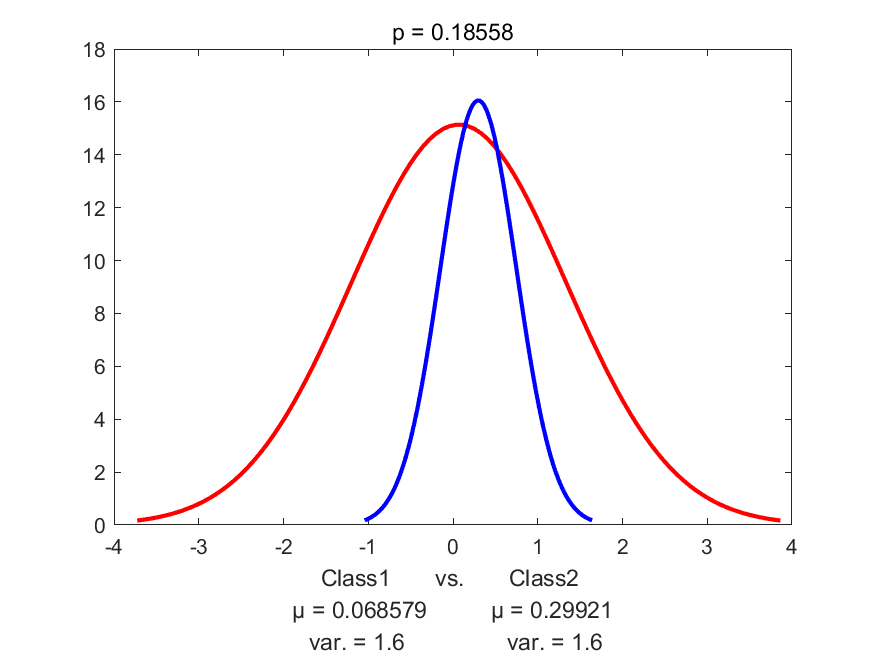 p = 0.18558
18
16
14
12
10
8
6
4
2
0
-4 -3 -2 -1 0 1 2 3 4
Class1 vs. Class2
μ = 0.068579 μ = 0.29921
var. = 1.6 var. = 1.6